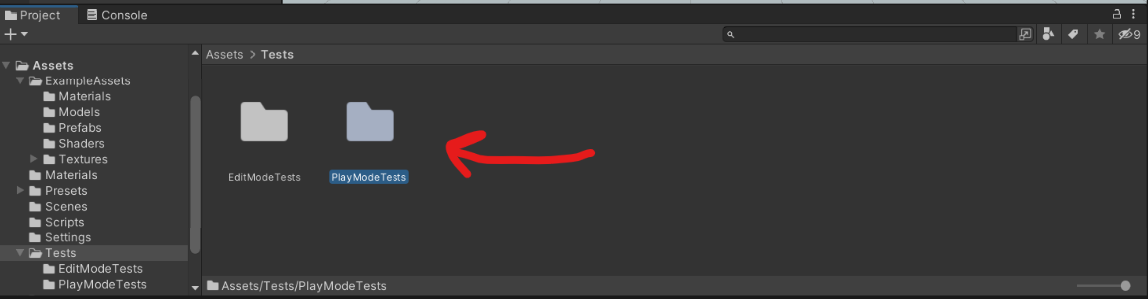 Project
Console
9
Assets > Tests
Assets
ExampleAssets
Materials
Models
Prefabs
Shaders
Textures
Materials
Presets
Scenes
Scripts
Settings
Tests
EditModeTests
PlayModeTests
EditModeTests
PlayModeTests
Assets/Tests/PlayModeTests